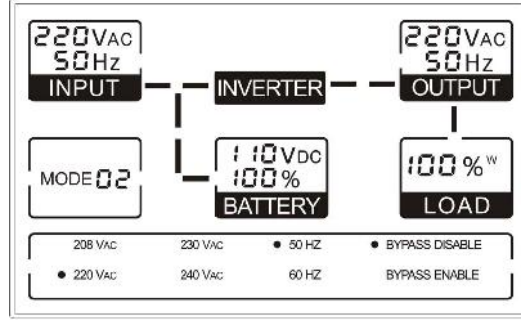 220VAC
50HZ
INPUT
INVERTER
220VAC
50HZ
OUTPUT
MODE 02
110VDC
100%
BATTERY
100%W
LOAD
208 VAC 230 VAC • 50 HZ • BYPASS DISABLE
• 220 VAC 240 VAC 60 HZ BYPASS ENABLE